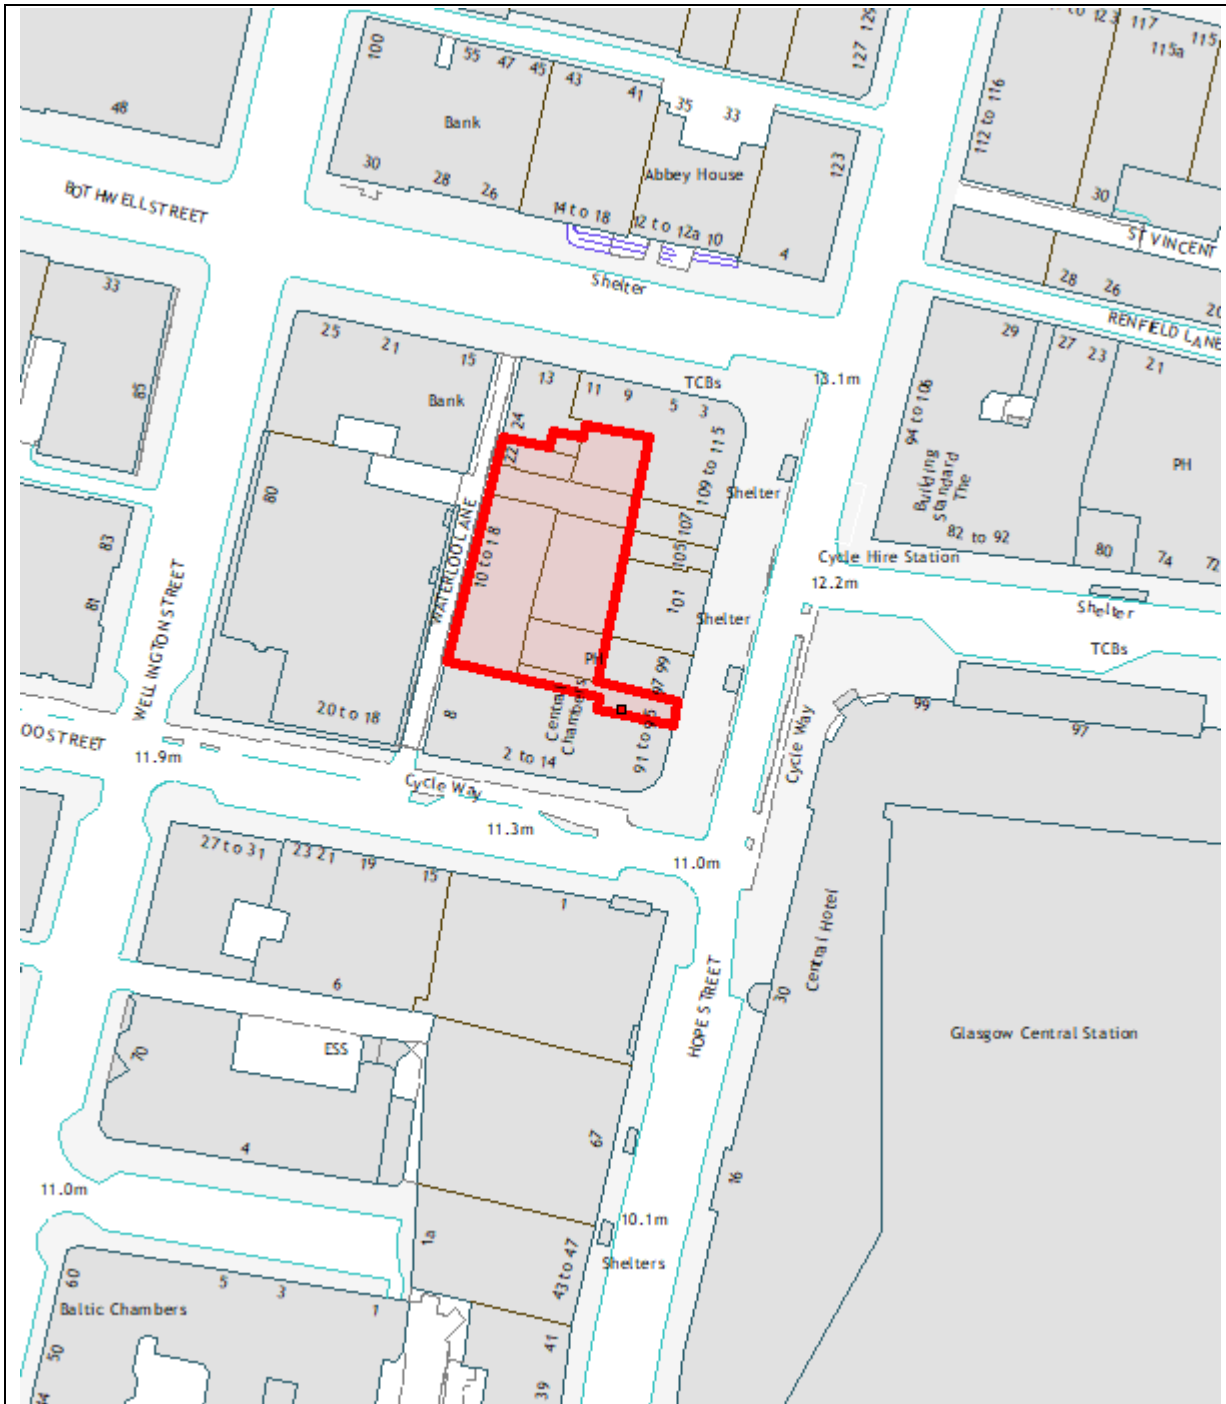 48
BOTHWELL STREET
100
55
47
45
43
41
35
33
Bank
30
28
26
14 to 18
12 to 12a
10
Abbey House
123
4
Shelter
127
129
117
115
115a
112 to 116
30
ST VINCENT
28
26
20
RENFIELD LANE
33
85
25
21
15
Bank
13
11
9
5
3
TCBs
13.1m
24
22
109 to 115
Shelter
107
105
101
Shelter
99
97
PH
10 to 18
WATERLOO LANE
80
20 to 18
8
Central
Chambers
2 to 14
91 to 95
29
27
23
21
94 to 106
Building
Standard
The
PH
82 to 92
80
74
72
Cycle Hire Station
12.2m
Shelter
TCBs
99
97
Cycle Way
83
81
WELLINGTON STREET
OO STREET
11.9m
Cycle Way
11.3m
11.0m
27 to 31
23
21
19
15
1
6
HOPE STREET
30
Central Hotel
Glasgow Central Station
ESS
70
4
67
16
11.0m
10.1m
Shelters
1a
43 to 47
41
39
60
5
3
1
Baltic Chambers
50